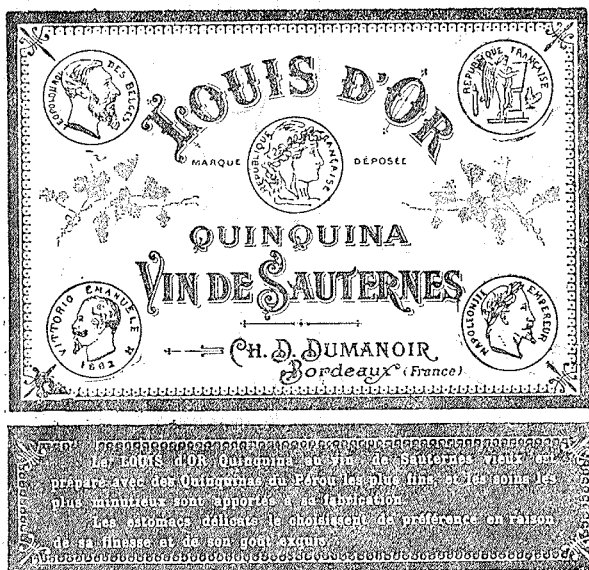 LEOPOLD II ROI DES BELGES
LOUIS D'OR
REPUBLIQUE FRANÇAISE
MARQUE
REPUBLIQUE FRANÇAISE
DÉPOSÉE
QUINQUINA
VIN DE SAUTERNES
VITTORIO EMANUELE II
1862
NAPOLEON III EMPEREUR
CH. D. DUMANOIR
Bordeaux (France)
Le LOUIS d'OR Quinquina au vin de Sauternes vieux est
préparé avec des Quinquinas du Pérou les plus fins, et les soins les
plus minutieux sont apportés à sa fabrication
Les estomacs délicats le choisissent de préférence en raison
de sa finesse et de son goût exquis